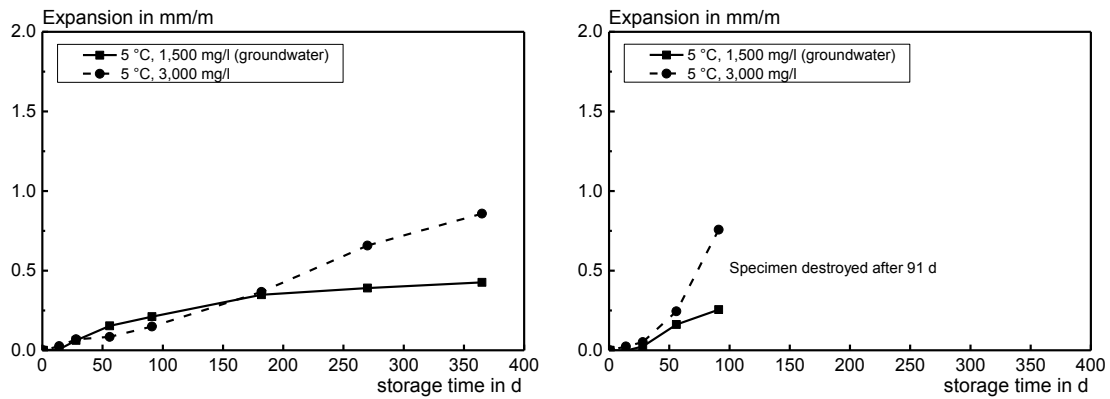 Expansion in mm/m
2.0
5 °C, 1,500 mg/l (groundwater)
5 °C, 3,000 mg/l
1.5
1.0
0.5
0.0
0 50 100 150 200 250 300 350 400
storage time in d
Expansion in mm/m
2.0
5 °C, 1,500 mg/l (groundwater)
5 °C, 3,000 mg/l
1.5
1.0
0.5
Specimen destroyed after 91 d
0.0
0 50 100 150 200 250 300 350 400
storage time in d